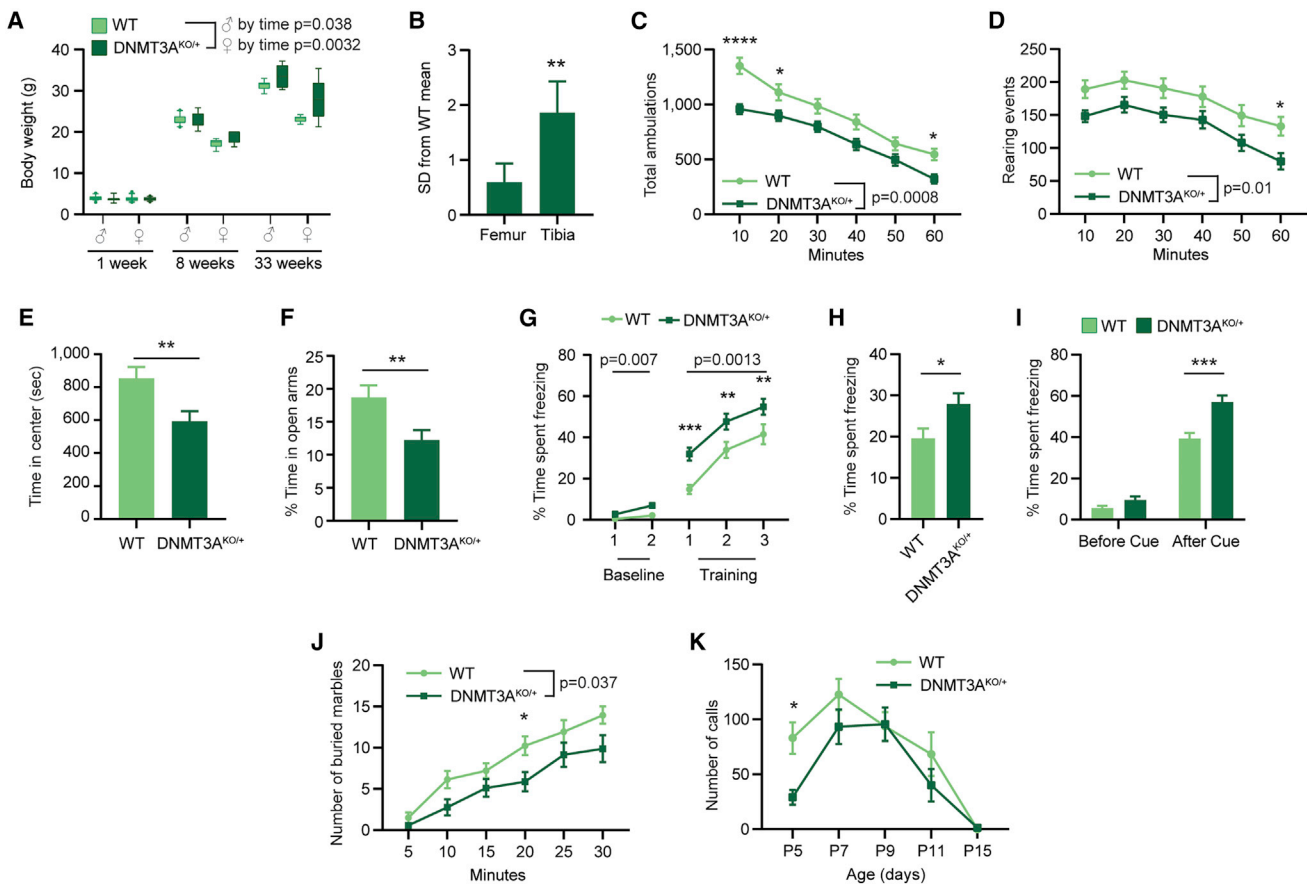 A
WT
DNMT3A^KO/+
♂ by time p=0.038
♀ by time p=0.0032
Body weight (g)
40
30
20
10
0
♂ ♀ ♂ ♀ ♂ ♀
1 week 8 weeks 33 weeks
B
SD from WT mean
3
2
1
0
**
Femur Tibia
C
Total ambulations
1,500
1,000
500
0
****
*
*
WT
DNMT3A^KO/+
p=0.0008
10 20 30 40 50 60
Minutes
D
Rearing events
250
200
150
100
50
0
*
WT
DNMT3A^KO/+
p=0.01
10 20 30 40 50 60
Minutes
E
Time in center (sec)
1,000
800
600
400
200
0
**
WT DNMT3A^KO/+
F
% Time in open arms
25
20
15
10
5
0
**
WT DNMT3A^KO/+
G
WT DNMT3A^KO/+
% Time spent freezing
80
60
40
20
0
p=0.007 p=0.0013
***
**
**
1 2 1 2 3
Baseline Training
H
% Time spent freezing
40
30
20
10
0
*
WT
DNMT3A^KO/+
I
WT DNMT3A^KO/+
% Time spent freezing
80
60
40
20
0
***
Before Cue After Cue
J
Number of buried marbles
20
15
10
5
0
WT
DNMT3A^KO/+
p=0.037
*
5 10 15 20 25 30
Minutes
K
Number of calls
150
100
50
0
WT
DNMT3A^KO/+
*
P5 P7 P9 P11 P15
Age (days)